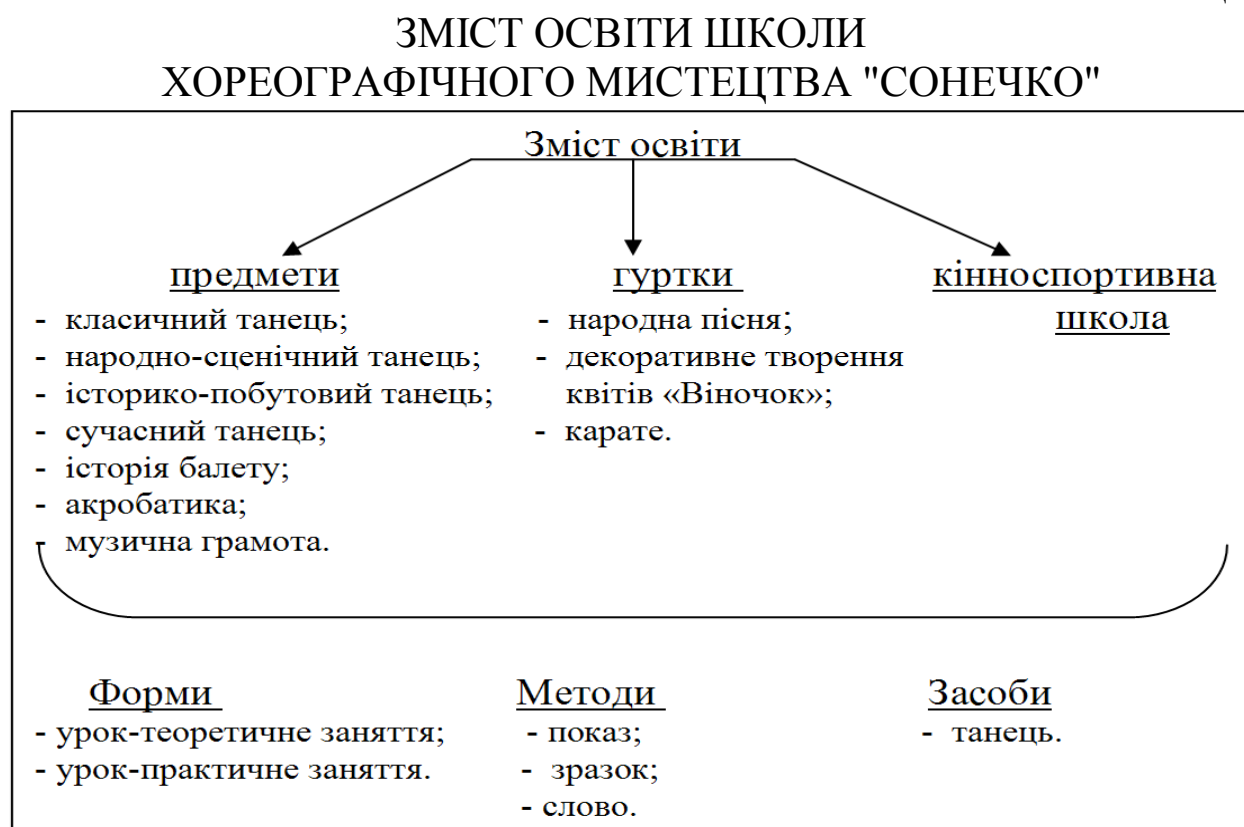 ЗМІСТ ОСВІТИ ШКОЛИ
ХОРЕОГРАФІЧНОГО МИСТЕЦТВА "СОНЕЧКО"
Зміст освіти
предмети
- класичний танець;
- народно-сценічний танець;
- історико-побутовий танець;
- сучасний танець;
- історія балету;
- акробатика;
- музична грамота.
гуртки
- народна пісня;
- декоративне творення
квітів «Віночок»;
- карате.
кінноспортивна
школа
Форми
- урок-теоретичне заняття;
- урок-практичне заняття.
Методи
- показ;
- зразок;
- слово.
Засоби
- танець.